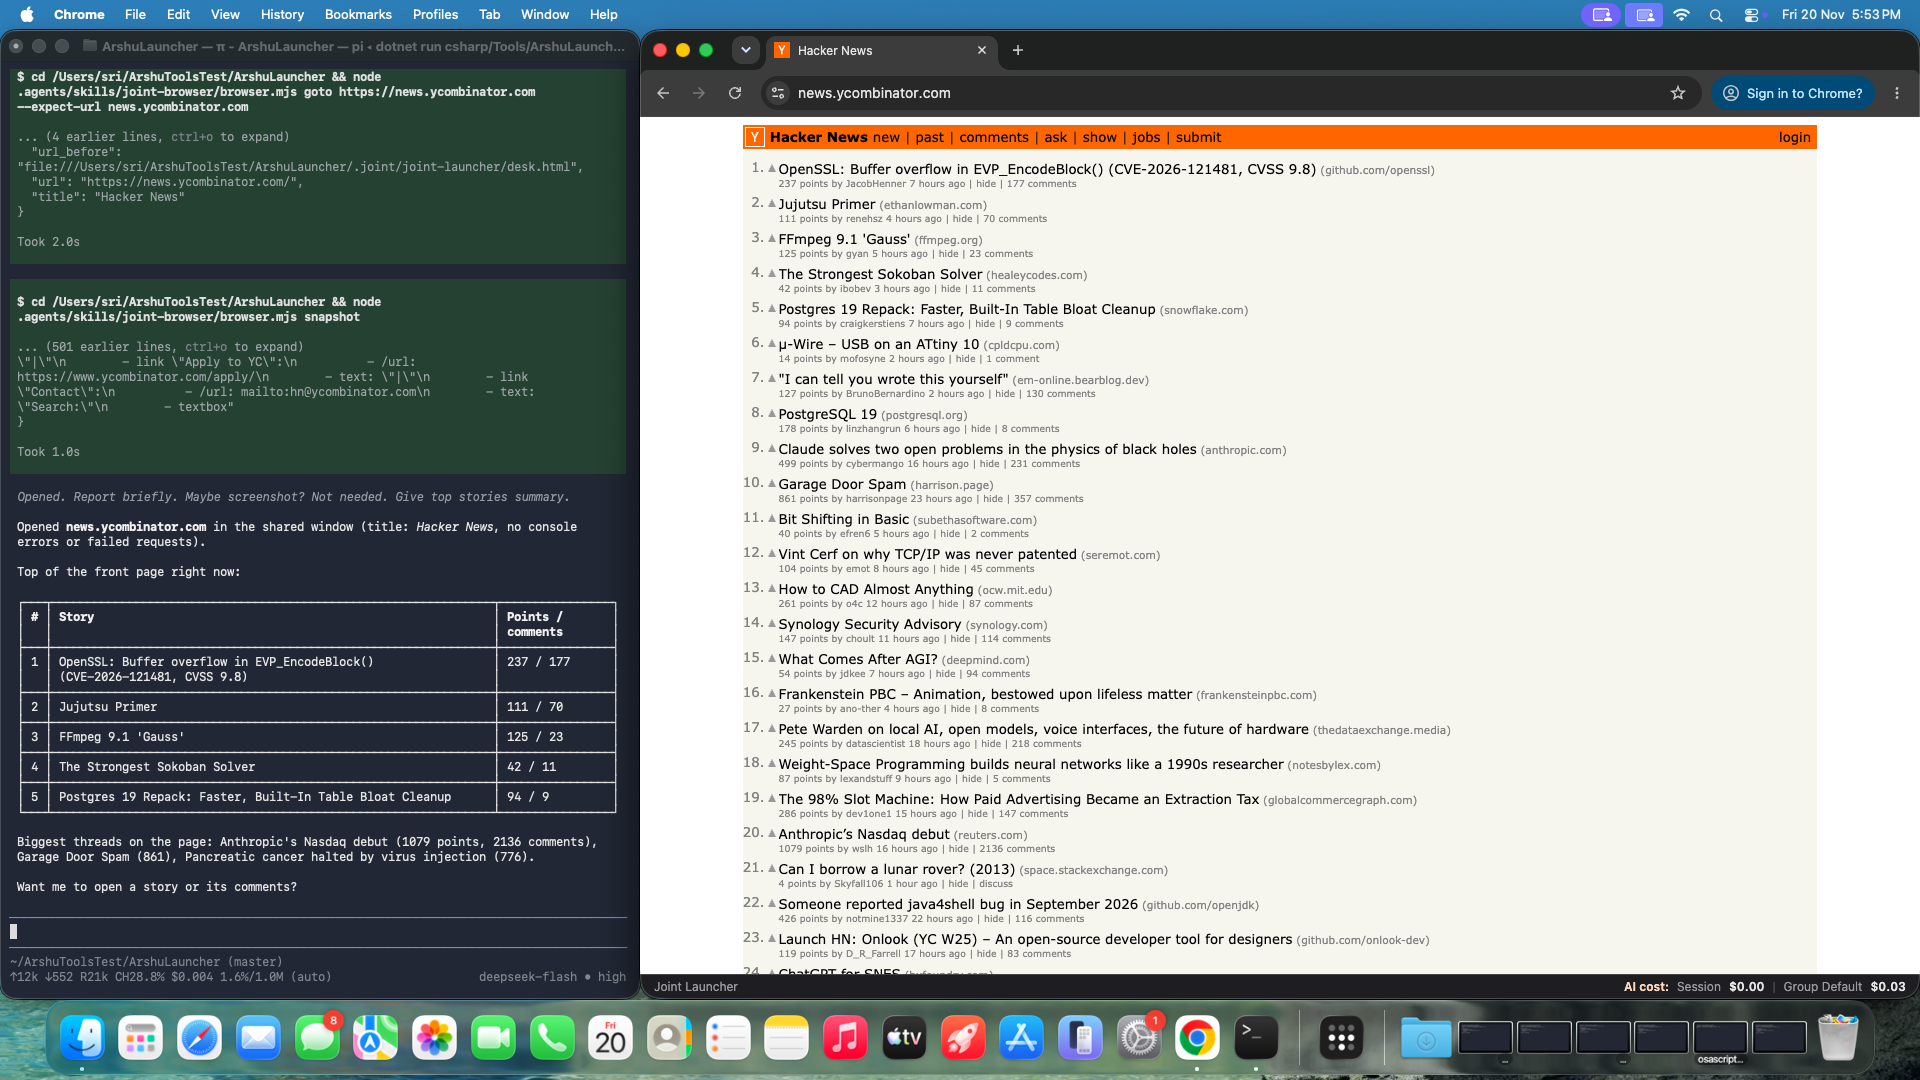 Chrome File Edit View History Bookmarks Profiles Tab Window Help
Fri 20 Nov 5:53 PM
ArshuLauncher — π - ArshuLauncher — pi ◂ dotnet run csharp/Tools/ArshuLaunch...
$ cd /Users/sri/ArshuToolsTest/ArshuLauncher && node
.agents/skills/joint-browser/browser.mjs goto https://news.ycombinator.com
--expect-url news.ycombinator.com
... (4 earlier lines, ctrl+o to expand)
"url_before":
"file:///Users/sri/ArshuToolsTest/ArshuLauncher/.joint/joint-launcher/desk.html",
"url": "https://news.ycombinator.com/",
"title": "Hacker News"
}
Took 2.0s
$ cd /Users/sri/ArshuToolsTest/ArshuLauncher && node
.agents/skills/joint-browser/browser.mjs snapshot
... (501 earlier lines, ctrl+o to expand)
\"|\"\n - link \"Apply to YC\":\n - /url:
https://www.ycombinator.com/apply/\n - text: \"|\"\n - link
\"Contact\":\n - /url: mailto:hn@ycombinator.com\n - text:
\"Search:\"\n - textbox"
}
Took 1.0s
Opened. Report briefly. Maybe screenshot? Not needed. Give top stories summary.
Opened news.ycombinator.com in the shared window (title: Hacker News, no console
errors or failed requests).
Top of the front page right now:
# Story Points /
comments
1 OpenSSL: Buffer overflow in EVP_EncodeBlock() 237 / 177
(CVE-2026-121481, CVSS 9.8)
2 Jujutsu Primer 111 / 70
3 FFmpeg 9.1 'Gauss' 125 / 23
4 The Strongest Sokoban Solver 42 / 11
5 Postgres 19 Repack: Faster, Built-In Table Bloat Cleanup 94 / 9
Biggest threads on the page: Anthropic's Nasdaq debut (1079 points, 2136 comments),
Garage Door Spam (861), Pancreatic cancer halted by virus injection (776).
Want me to open a story or its comments?
~/ArshuToolsTest/ArshuLauncher (master)
↑12k ↓552 R21k CH28.8% $0.004 1.6%/1.0M (auto) deepseek-flash • high
Hacker News
news.ycombinator.com
Sign in to Chrome?
Y Hacker News new | past | comments | ask | show | jobs | submit login
1. OpenSSL: Buffer overflow in EVP_EncodeBlock() (CVE-2026-121481, CVSS 9.8) (github.com/openssl)
237 points by JacobHenner 7 hours ago | hide | 177 comments
2. Jujutsu Primer (ethanlowman.com)
111 points by renehsz 4 hours ago | hide | 70 comments
3. FFmpeg 9.1 'Gauss' (ffmpeg.org)
125 points by gyan 5 hours ago | hide | 23 comments
4. The Strongest Sokoban Solver (healeycodes.com)
42 points by ibobev 3 hours ago | hide | 11 comments
5. Postgres 19 Repack: Faster, Built-In Table Bloat Cleanup (snowflake.com)
94 points by craigkerstiens 7 hours ago | hide | 9 comments
6. μ-Wire – USB on an ATtiny 10 (cpldcpu.com)
14 points by mofosyne 2 hours ago | hide | 1 comment
7. "I can tell you wrote this yourself" (em-online.bearblog.dev)
127 points by BrunoBernardino 2 hours ago | hide | 130 comments
8. PostgreSQL 19 (postgresql.org)
178 points by linzhangrun 6 hours ago | hide | 8 comments
9. Claude solves two open problems in the physics of black holes (anthropic.com)
499 points by cybermango 16 hours ago | hide | 231 comments
10. Garage Door Spam (harrison.page)
861 points by harrisonpage 23 hours ago | hide | 357 comments
11. Bit Shifting in Basic (subethasoftware.com)
40 points by efren6 5 hours ago | hide | 2 comments
12. Vint Cerf on why TCP/IP was never patented (seremot.com)
104 points by emot 8 hours ago | hide | 45 comments
13. How to CAD Almost Anything (ocw.mit.edu)
261 points by o4c 12 hours ago | hide | 87 comments
14. Synology Security Advisory (synology.com)
147 points by choult 11 hours ago | hide | 114 comments
15. What Comes After AGI? (deepmind.com)
54 points by jdkee 7 hours ago | hide | 94 comments
16. Frankenstein PBC – Animation, bestowed upon lifeless matter (frankensteinpbc.com)
27 points by ano-ther 4 hours ago | hide | 8 comments
17. Pete Warden on local AI, open models, voice interfaces, the future of hardware (thedataexchange.media)
245 points by datascientist 18 hours ago | hide | 218 comments
18. Weight-Space Programming builds neural networks like a 1990s researcher (notesbylex.com)
87 points by lexandstuff 9 hours ago | hide | 5 comments
19. The 98% Slot Machine: How Paid Advertising Became an Extraction Tax (globalcommercegraph.com)
286 points by dev1one1 15 hours ago | hide | 147 comments
20. Anthropic’s Nasdaq debut (reuters.com)
1079 points by wslh 16 hours ago | hide | 2136 comments
21. Can I borrow a lunar rover? (2013) (space.stackexchange.com)
4 points by Skyfall106 1 hour ago | hide | discuss
22. Someone reported java4shell bug in September 2026 (github.com/openjdk)
426 points by notmine1337 22 hours ago | hide | 116 comments
23. Launch HN: Onlook (YC W25) – An open-source developer tool for designers (github.com/onlook-dev)
119 points by D_R_Farrell 17 hours ago | hide | 83 comments
24. ChatGPT for SNES
Joint Launcher AI cost: Session $0.00 | Group Default $0.03
8
Fri
20
tv
1
osascript...